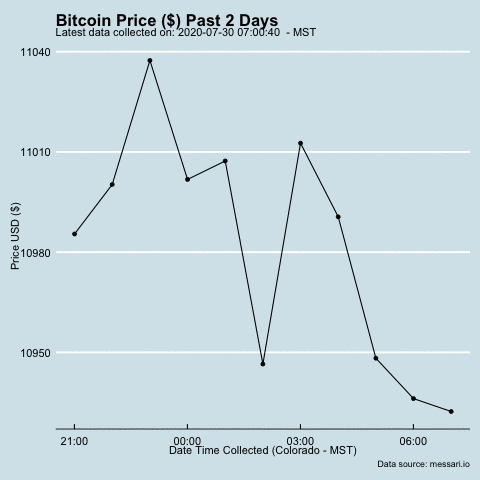 Bitcoin Price ($) Past 2 Days
Latest data collected on: 2020-07-30 07:00:40  - MST
11040
11010
10980
10950
Price USD ($)
21:00 00:00 03:00 06:00
Date Time Collected (Colorado - MST)
Data source: messari.io